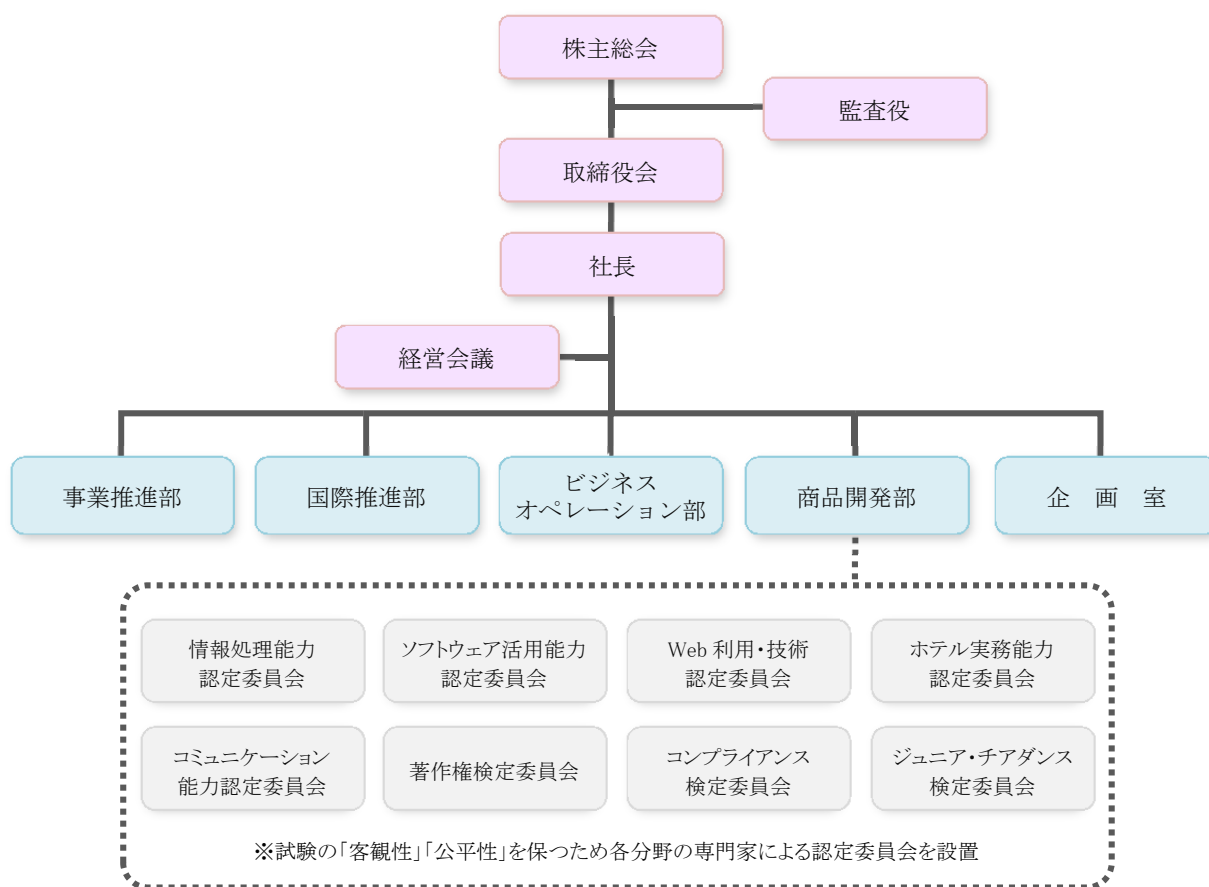 株主総会
監査役
取締役会
社長
経営会議
事業推進部
国際推進部
ビジネス
オペレーション部
商品開発部
企　画　室
情報処理能力
認定委員会
ソフトウェア活用能力
認定委員会
Web 利用・技術
認定委員会
ホテル実務能力
認定委員会
コミュニケーション
能力認定委員会
著作権検定委員会
コンプライアンス
検定委員会
ジュニア・チアダンス
検定委員会
※試験の「客観性」「公平性」を保つため各分野の専門家による認定委員会を設置